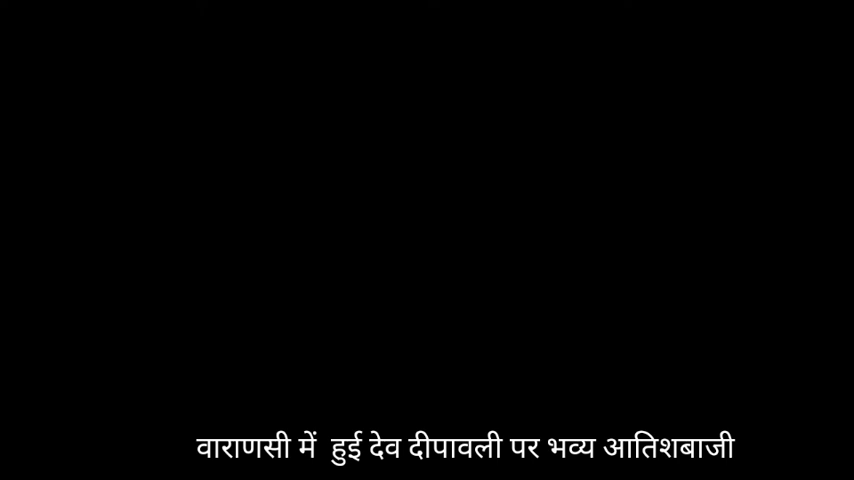 वाराणसी में हुई देव दीपावली पर भव्य आतिशबाजी